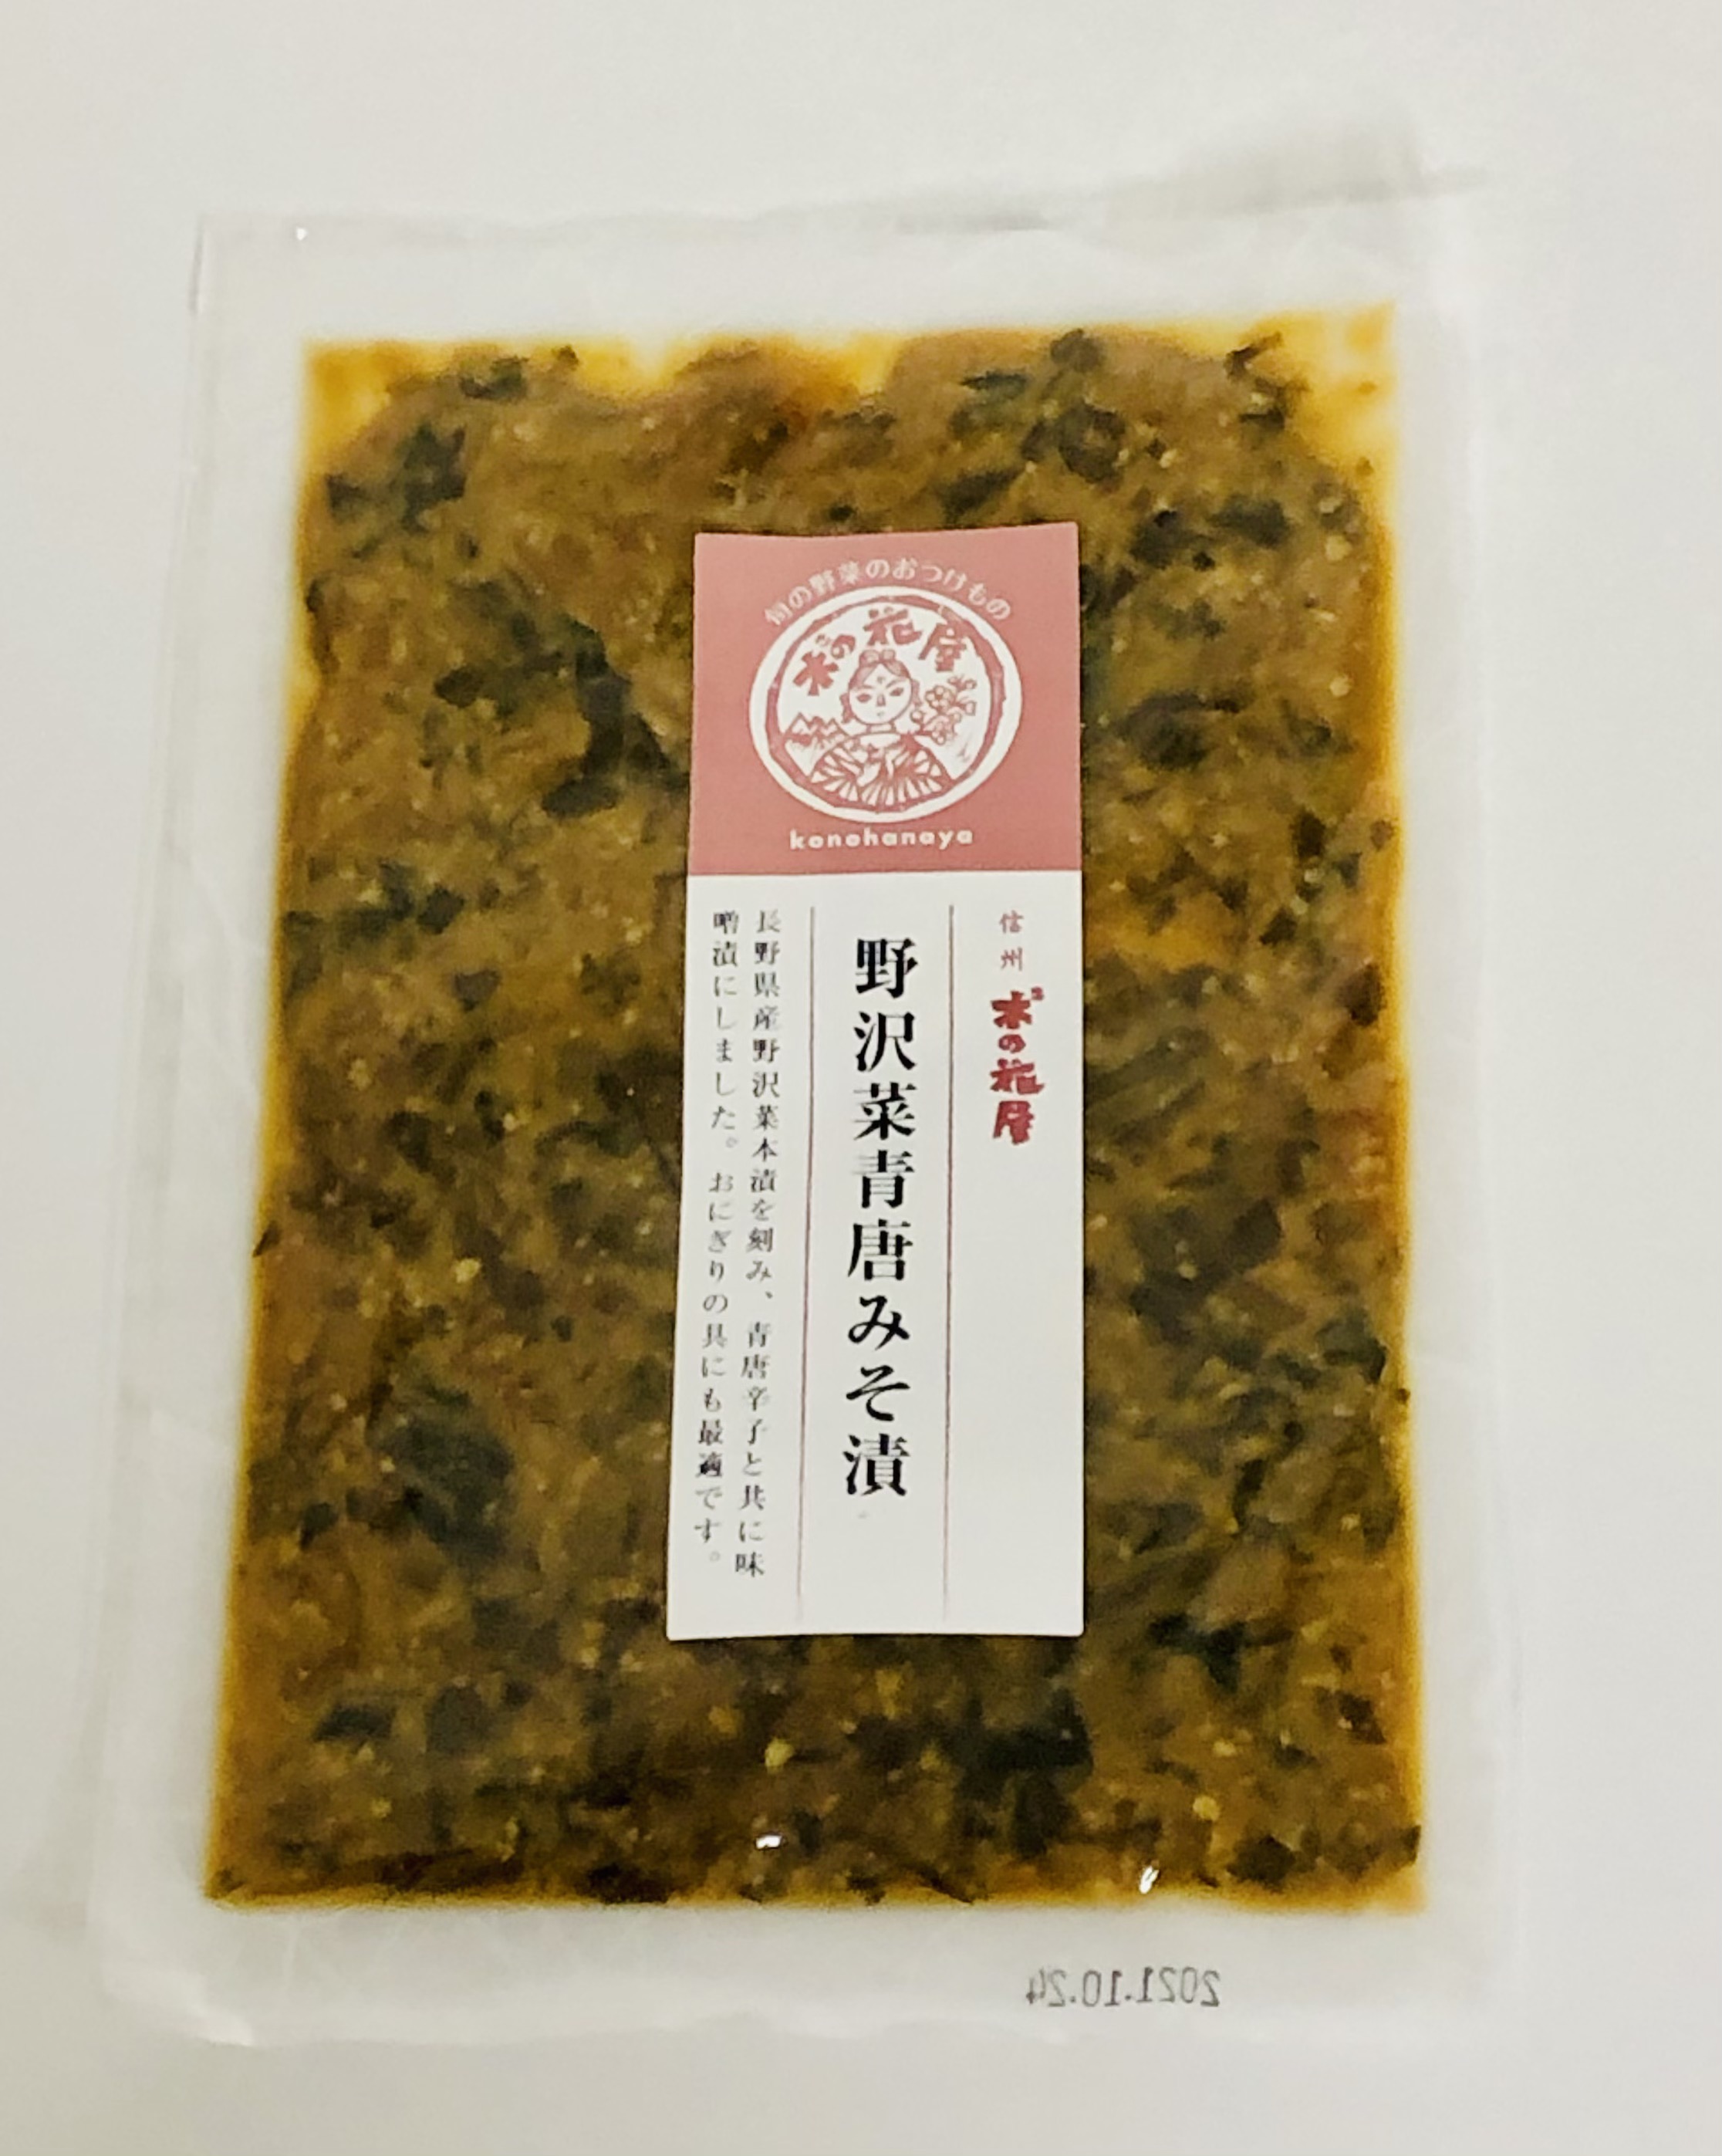 旬の野菜のおつけもの
木の花屋
konohanaya
信州
木の花屋
野沢菜青唐みそ漬
長野県産野沢菜本漬を刻み、青唐辛子と共に味
噌漬にしました。おにぎりの具にも最適です。
2021.10.24